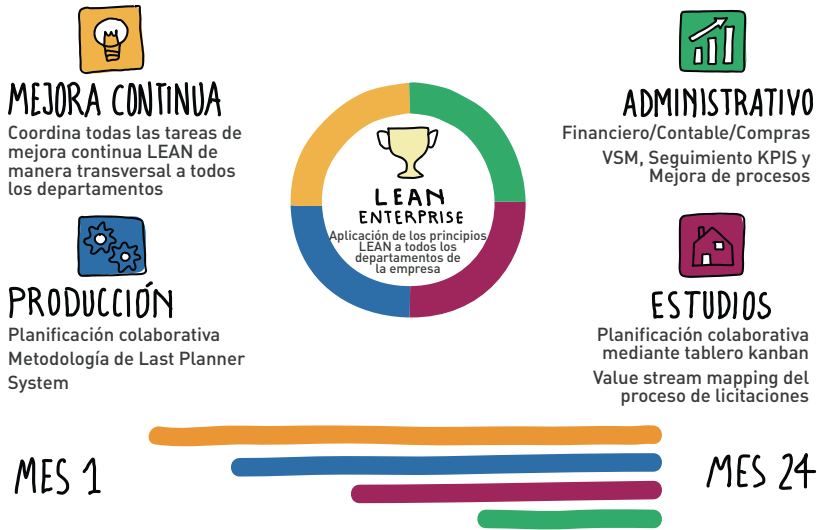 MEJORA CONTINUA
Coordina todas las tareas de
mejora continua LEAN de
manera transversal a todos
los departamentos
PRODUCCIÓN
Planificación colaborativa
Metodología de Last Planner
System
LEAN
ENTERPRISE
Aplicación de los principios
LEAN a todos los
departamentos de
la empresa
ADMINISTRATIVO
Financiero/Contable/Compras
VSM, Seguimiento KPIS y
Mejora de procesos
ESTUDIOS
Planificación colaborativa
mediante tablero kanban
Value stream mapping del
proceso de licitaciones
MES 1
MES 24